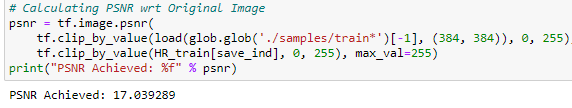 # Calculating PSNR wrt Original Image
psnr = tf.image.psnr(
tf.clip_by_value(load(glob.glob('./samples/train*')[-1], (384, 384)), 0, 255)
tf.clip_by_value(HR_train[save_ind], 0, 255), max_val=255)
print("PSNR Achieved: %f" % psnr)
PSNR Achieved: 17.039289